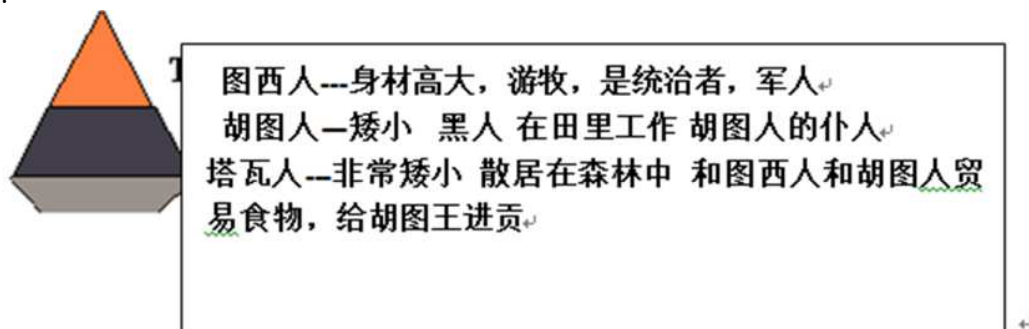 图西人---身材高大，游牧，是统治者，军人
胡图人—矮小 黑人 在田里工作 胡图人的仆人
塔瓦人---非常矮小 散居在森林中 和图西人和胡图人贸
易食物，给胡图王进贡